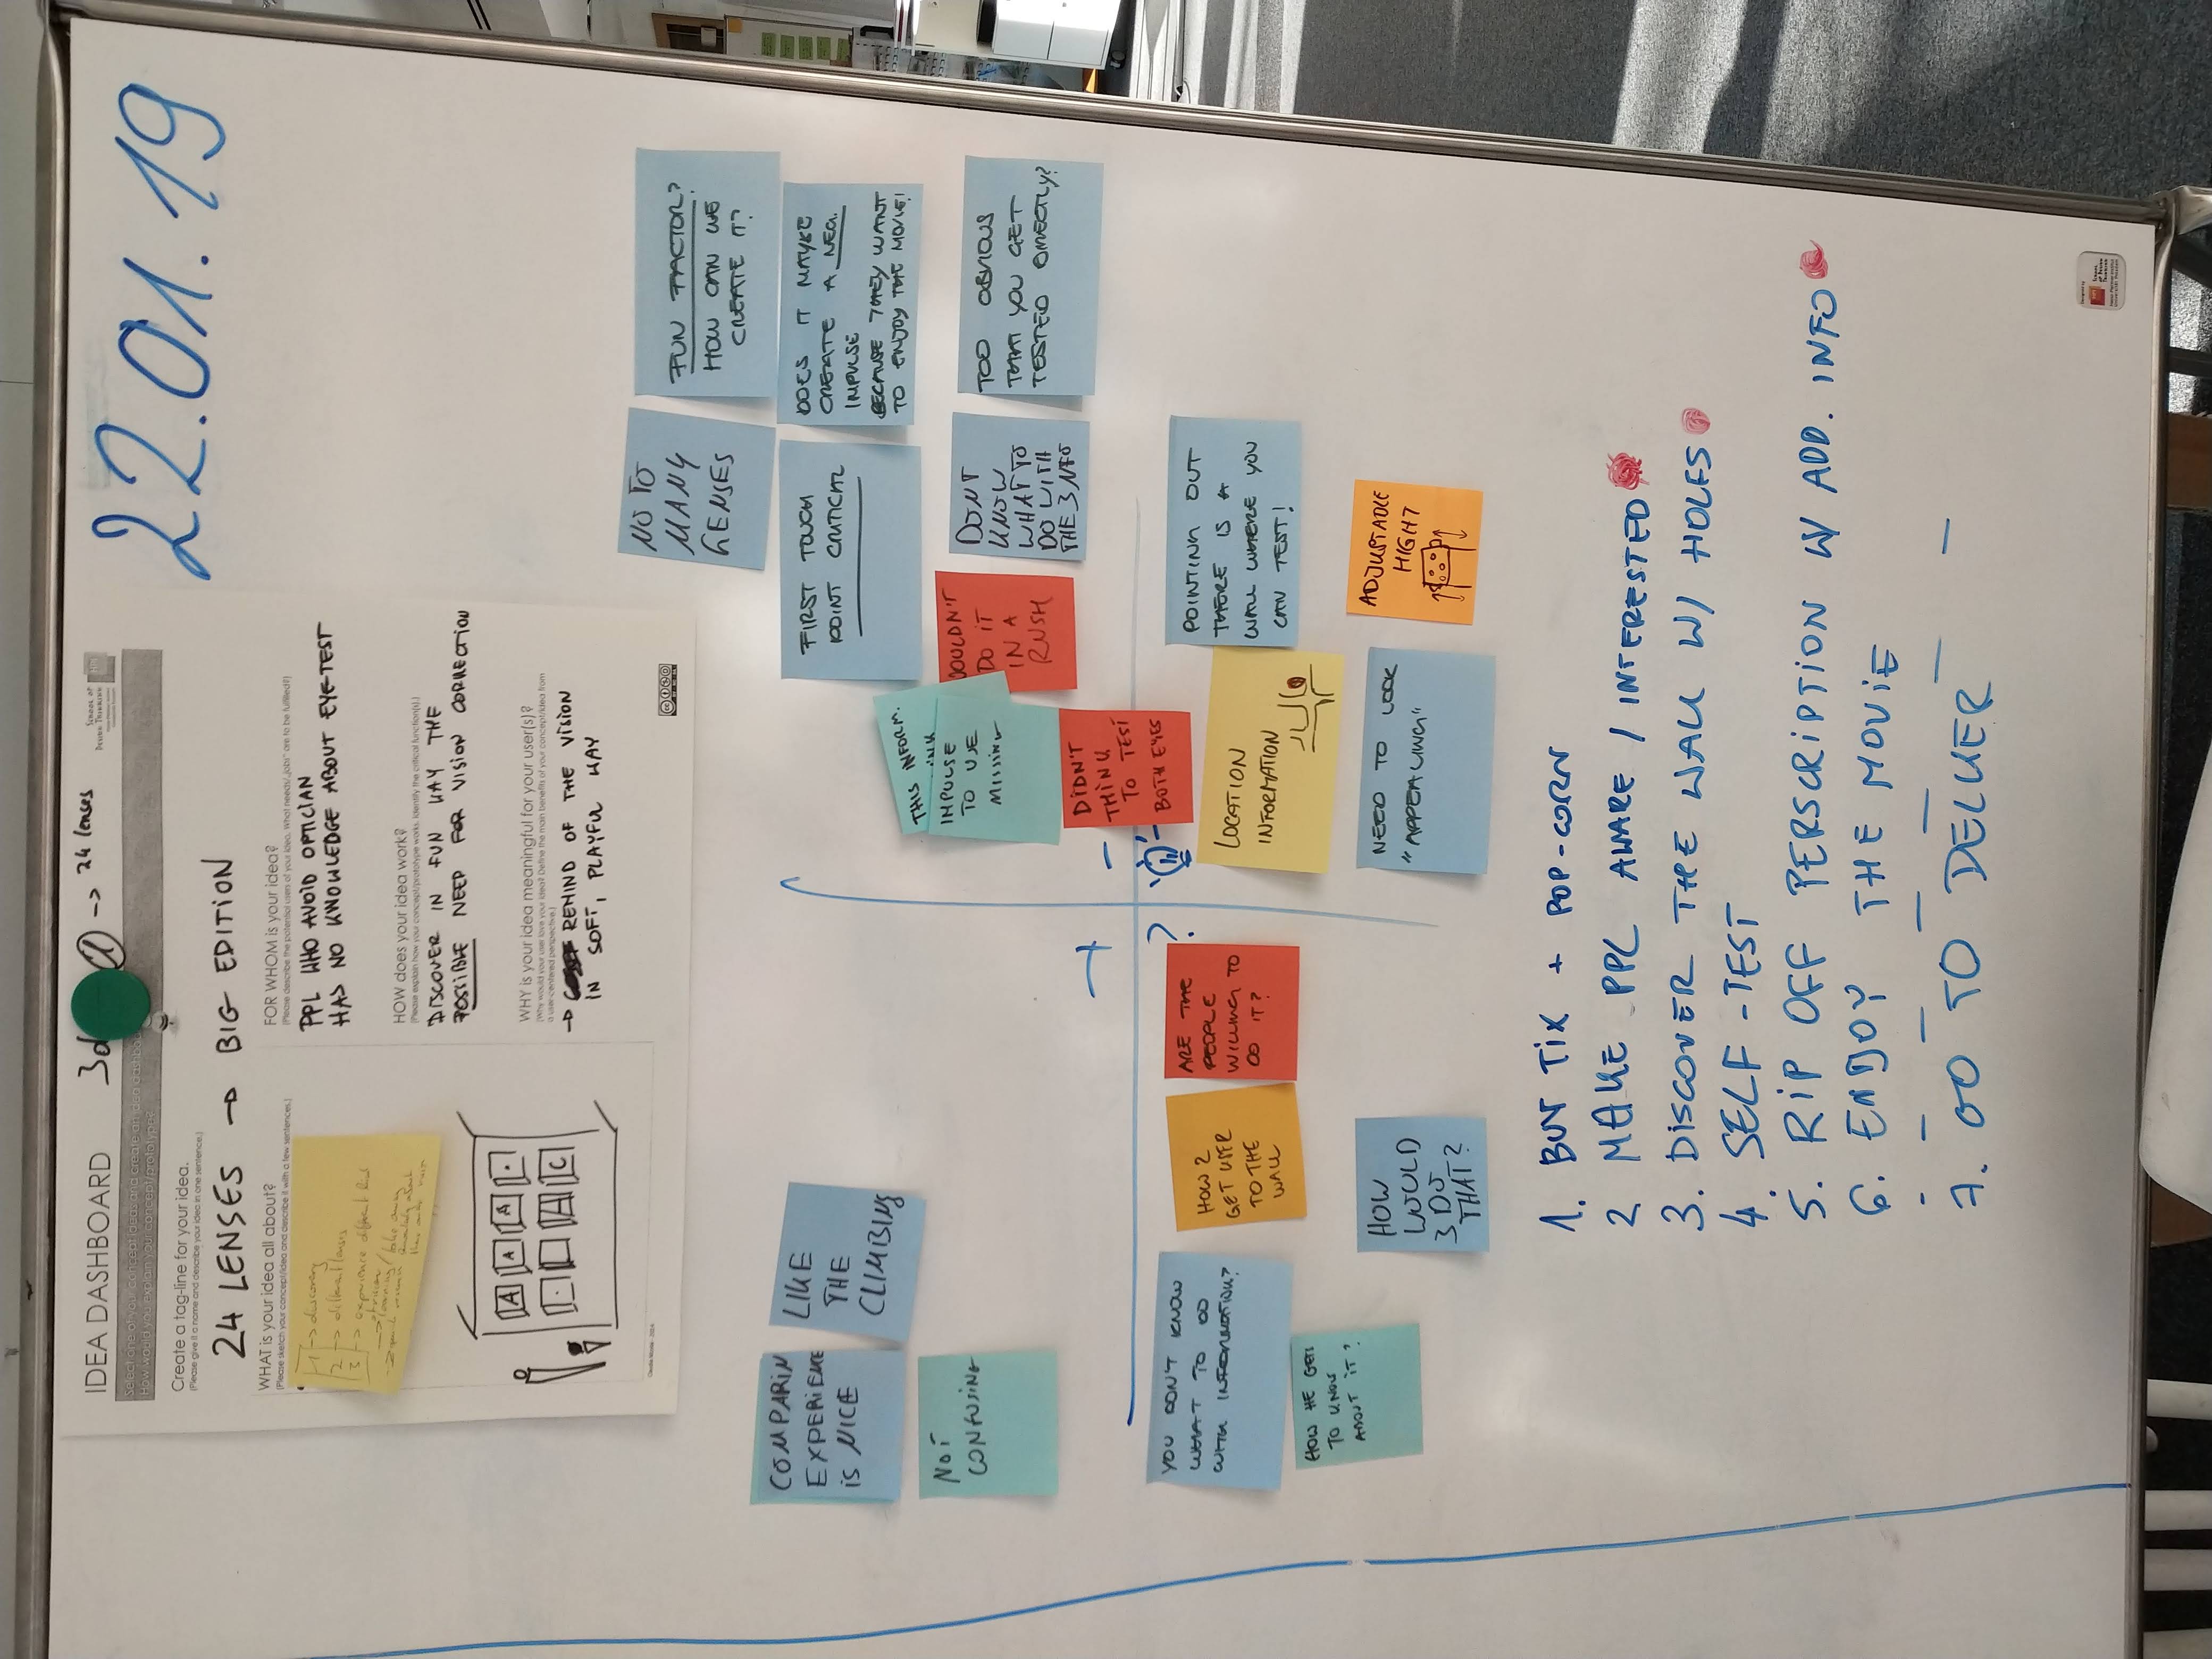 22.01.19
IDEA DASHBOARD
3d
1 -> 24 lenses
SCHOOL OF
DESIGN THINKING
HPI
Select one of your concept ideas and create an idea dashboard
How would you explain your concept/prototype?
Create a tag-line for your idea.
(Please give it a name and describe your idea in one sentence.)
24 LENSES → BIG EDITION
WHAT is your idea all about?
(Please sketch your concept/idea and describe it with a few sentences.)
1 -> discovery
2 -> different lenses
3 -> experience different kind
of vision
-> learning / take away
knowledge about
A A A
A C
FOR WHOM is your idea?
(Please describe the potential users of your idea. What needs/„jobs" are to be fulfilled?)
PPL WHO AVOID OPTICIAN
HAS NO KNOWLEDGE ABOUT EYE-TEST
HOW does your idea work?
(Please explain how your concept/prototype works. Identify the critical function(s).)
DISCOVER IN FUN WAY THE
POSSIBLE NEED FOR VISION CORRECTION
WHY is your idea meaningful for your user(s)?
(Why would your user love your idea? Define the main benefits of your concept/idea from
a user-centered perspective.)
→ REMIND OF THE VISION
IN SOFT, PLAYFUL WAY
cc
NO TO
MANY
LENSES
FUN FACTOR?
HOW CAN WE
CREATE IT?
COMPARIN
EXPERIENCE
IS NICE
LIKE
THE
CLIMBING
NOT
CONFUSING
FIRST TOUCH
POINT CRITICAL
DOES IT MAYBE
CREATE A NEG.
IMPULSE
BECAUSE THEY WANT
TO ENJOY THE MOVIE!
THIS INFORM.
IMPULSE
TO USE
MISSING
WOULDN'T
DO IT
IN A
RUSH
DONT
KNOW
WHAT TO
DO WITH
THE INFO
TOO OBVIOUS
THAT YOU GET
TESTED DIRECTLY?
DIDN'T
THINK
TO TEST
BOTH EYES
+
-
?
YOU DON'T KNOW
WHAT TO DO
WITH INFORMATION?
HOW 2
GET USER
TO THE
WALL
ARE THE
PEOPLE
WILLING TO
DO IT?
HOW HE GETS
TO KNOW
ABOUT IT?
HOW
WOULD
I DO
THAT?
LOCATION
INFORMATION
POINTING OUT
THERE IS A
WALL WHERE YOU
CAN TEST!
NEED TO LOOK
"APPEALING"
ADJUSTABLE
HIGHT
1. BUY TIX + POP-CORN
2 MAKE PPL AWARE / INTERESTED
3. DISCOVER THE WALL W/ HOLES
4. SELF-TEST
5. RIP OFF PERSCRIPTION W/ ADD. INFO
6. ENJOY THE MOVIE
7. GO TO DELKER
Designed by
HPI
SCHOOL
OF DESIGN
THINKING